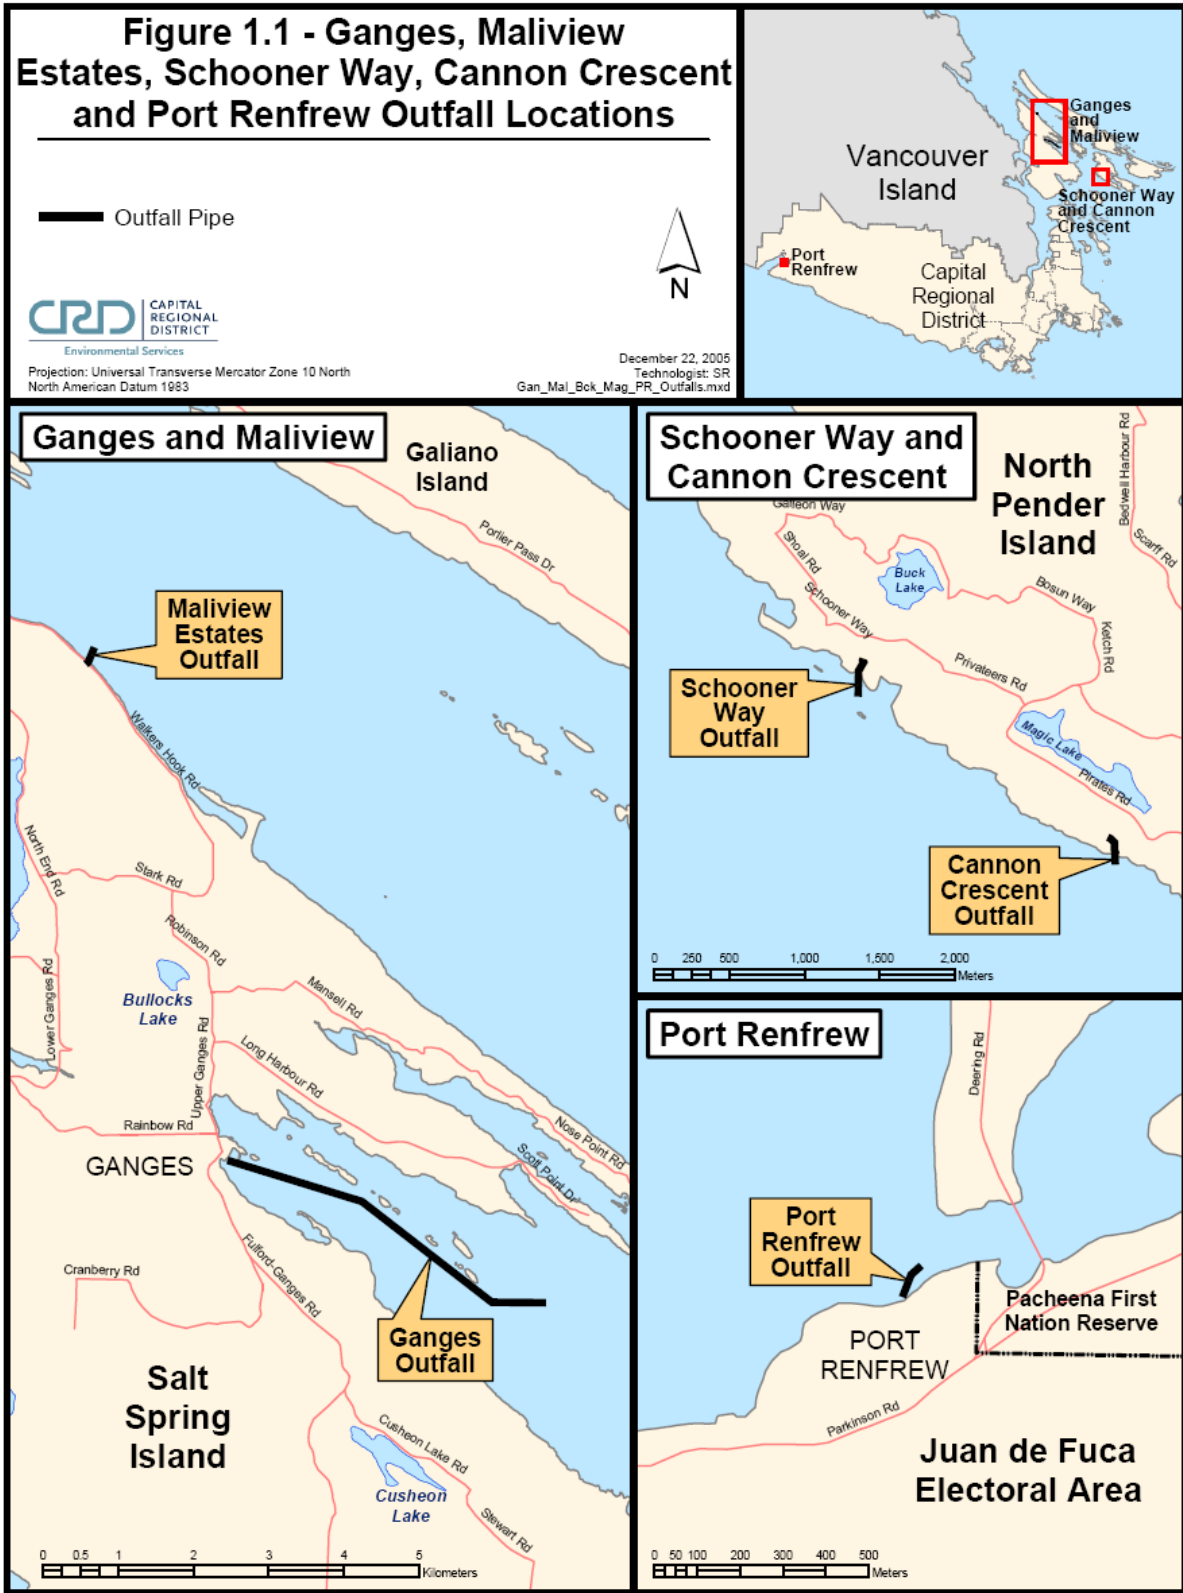 Figure 1.1 - Ganges, Maliview
Estates, Schooner Way, Cannon Crescent
and Port Renfrew Outfall Locations
Outfall Pipe
N
CRD
CAPITAL
REGIONAL
DISTRICT
Environmental Services
Projection: Universal Transverse Mercator Zone 10 North
North American Datum 1983
December 22, 2005
Technologist: SR
Gan_Mal_Bck_Mag_PR_Outfalls.mxd
Vancouver
Island
Ganges
and
Maliview
Schooner Way
and Cannon
Crescent
Port
Renfrew
Capital
Regional
District
Ganges and Maliview
Galiano
Island
Porlier Pass Dr
Maliview
Estates
Outfall
Walkers Hook Rd
North End Rd
Stark Rd
Robinson Rd
Lower Ganges Rd
Bullocks
Lake
Mansell Rd
Upper Ganges Rd
Long Harbour Rd
Rainbow Rd
Nose Point Rd
Scott Point Dr
GANGES
Fulford-Ganges Rd
Cranberry Rd
Ganges
Outfall
Salt
Spring
Island
Cusheon Lake Rd
Cusheon
Lake
Stewart Rd
0 0.5 1 2 3 4 5
Kilometers
Schooner Way and
Cannon Crescent
North
Pender
Island
Bedwell Harbour Rd
Scarff Rd
Galleon Way
Shoal Rd
Buck
Lake
Schooner Way
Bosun Way
Ketch Rd
Privateers Rd
Schooner
Way
Outfall
Magic Lake
Pirates Rd
Cannon
Crescent
Outfall
0 250 500 1,000 1,500 2,000
Meters
Port Renfrew
Deering Rd
Port
Renfrew
Outfall
Pacheena First
Nation Reserve
PORT
RENFREW
Parkinson Rd
Juan de Fuca
Electoral Area
0 50 100 200 300 400 500
Meters